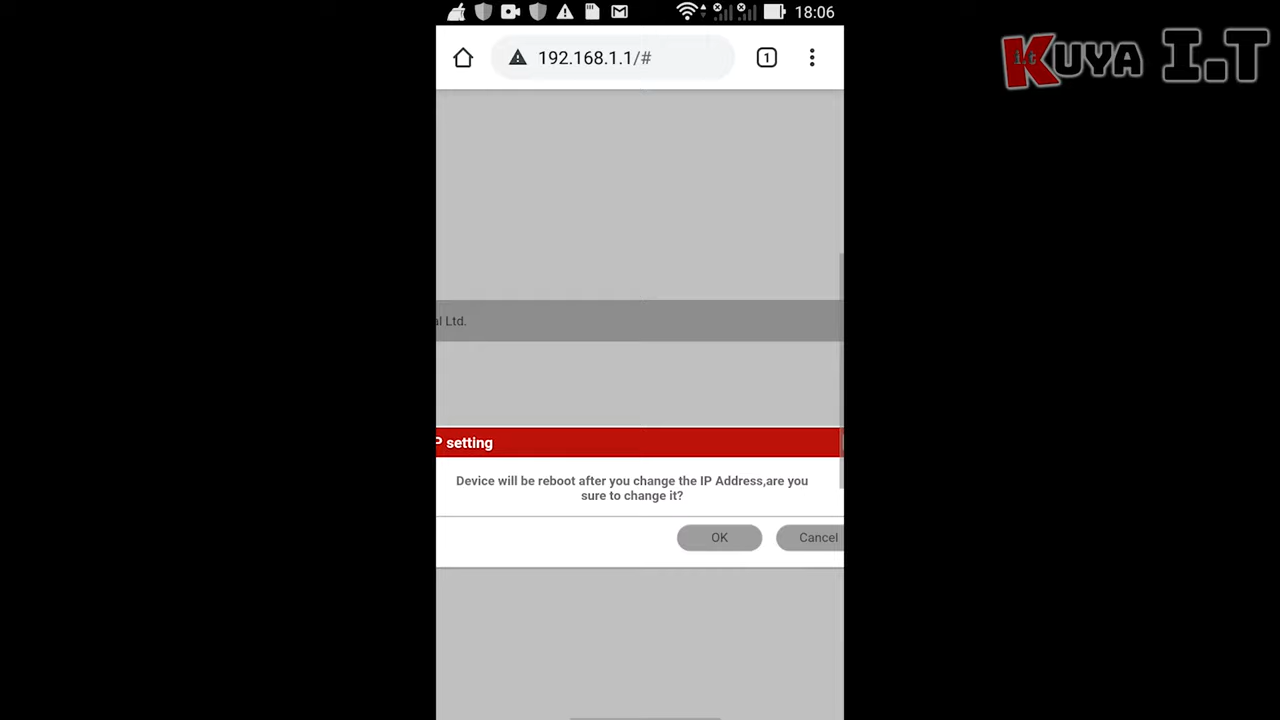 18:06
192.168.1.1/#
1
i.t KUYA I.T
al Ltd.
P setting
Device will be reboot after you change the IP Address,are you
sure to change it?
OK Cancel